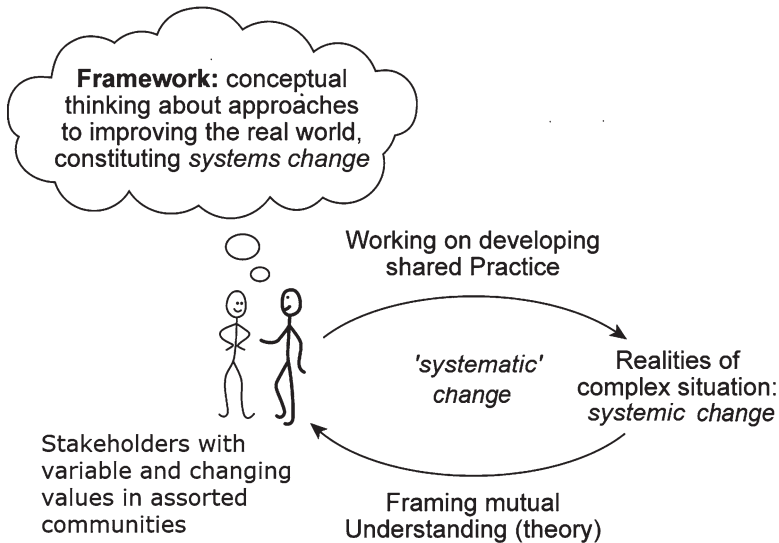 Framework: conceptual
thinking about approaches
to improving the real world,
constituting systems change
Working on developing
shared Practice
'systematic'
change
Realities of
complex situation:
systemic change
Stakeholders with
variable and changing
values in assorted
communities
Framing mutual
Understanding (theory)